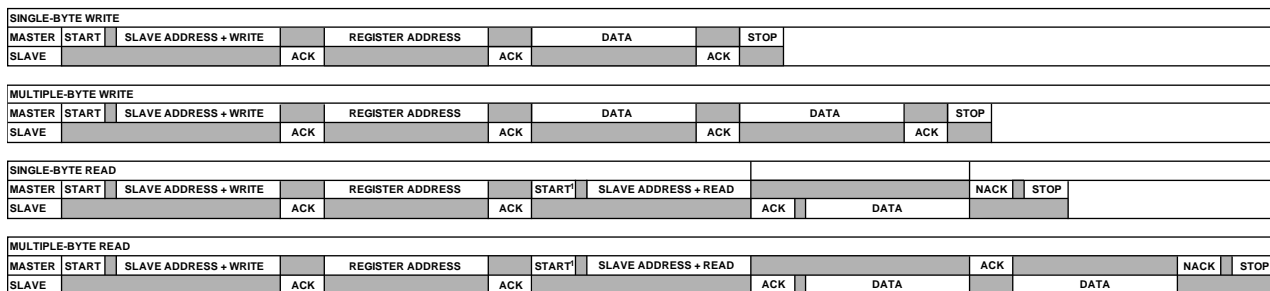 SINGLE-BYTE WRITE
MASTER START SLAVE ADDRESS + WRITE REGISTER ADDRESS DATA STOP
SLAVE ACK ACK ACK
MULTIPLE-BYTE WRITE
MASTER START SLAVE ADDRESS + WRITE REGISTER ADDRESS DATA DATA STOP
SLAVE ACK ACK ACK ACK
SINGLE-BYTE READ
MASTER START SLAVE ADDRESS + WRITE REGISTER ADDRESS START¹ SLAVE ADDRESS + READ NACK STOP
SLAVE ACK ACK ACK DATA
MULTIPLE-BYTE READ
MASTER START SLAVE ADDRESS + WRITE REGISTER ADDRESS START¹ SLAVE ADDRESS + READ ACK NACK STOP
SLAVE ACK ACK ACK DATA DATA